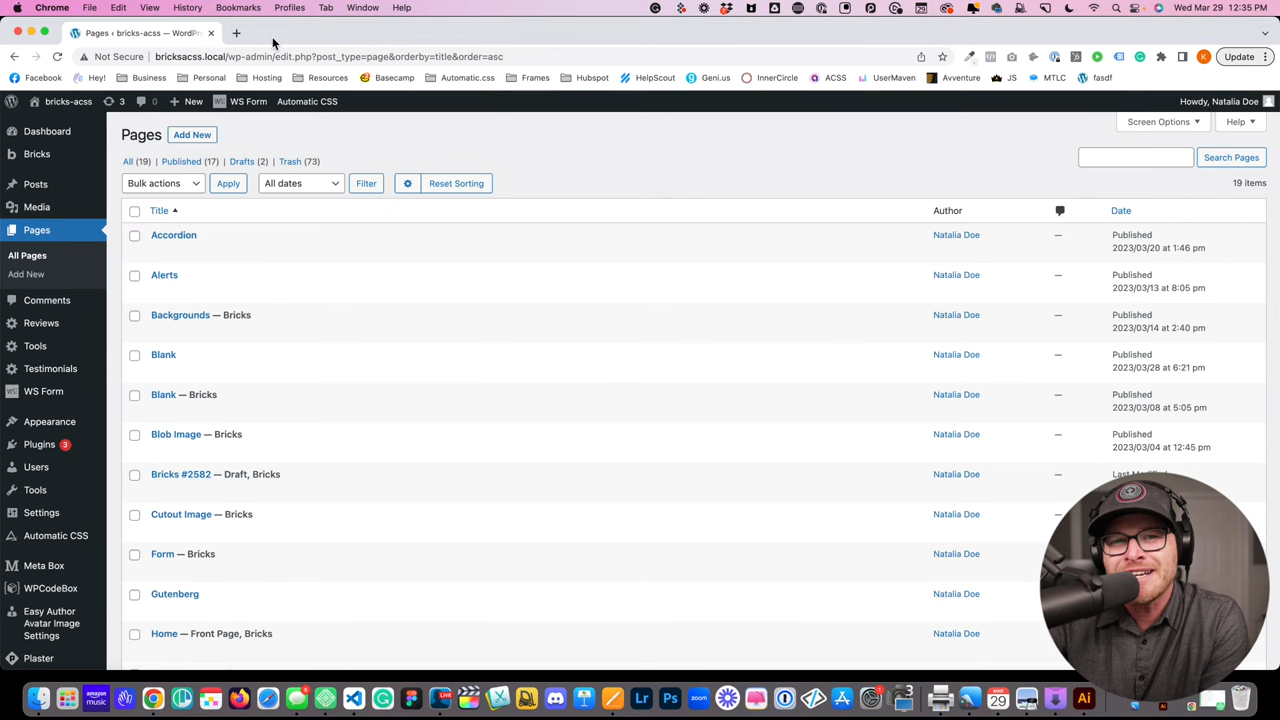 Chrome File Edit View History Bookmarks Profiles Tab Window Help Wed Mar 29 12:35 PM
Pages ‹ bricks-acss — WordPr
Not Secure bricksacss.local/wp-admin/edit.php?post_type=page&orderby=title&order=asc Update
Facebook Hey! Business Personal Hosting Resources Basecamp Automatic.css Frames Hubspot HelpScout Geni.us InnerCircle ACSS UserMaven Avventure JS MTLC fasdf
bricks-acss 3 0 New WS Form Automatic CSS Howdy, Natalia Doe
Dashboard
Bricks
Posts
Media
Pages
All Pages
Add New
Comments
Reviews
Tools
Testimonials
WS Form
Appearance
Plugins 3
Users
Tools
Settings
Automatic CSS
Meta Box
WPCodeBox
Easy Author
Avatar Image
Settings
Plaster
Screen Options Help
Pages Add New
All (19) | Published (17) | Drafts (2) | Trash (73)
Search Pages
Bulk actions Apply All dates Filter Reset Sorting 19 items
Title Author Date
Accordion Natalia Doe — Published
2023/03/20 at 1:46 pm
Alerts Natalia Doe — Published
2023/03/13 at 8:05 pm
Backgrounds — Bricks Natalia Doe — Published
2023/03/14 at 2:40 pm
Blank Natalia Doe — Published
2023/03/28 at 6:21 pm
Blank — Bricks Natalia Doe — Published
2023/03/08 at 5:05 pm
Blob Image — Bricks Natalia Doe — Published
2023/03/04 at 12:45 pm
Bricks #2582 — Draft, Bricks Natalia Doe — Last
Cutout Image — Bricks Natalia Doe
Form — Bricks Natalia Doe
Gutenberg Natalia Doe
Home — Front Page, Bricks Natalia Doe
amazon music LIVE Lr Ps zoom MAR 29 Ai